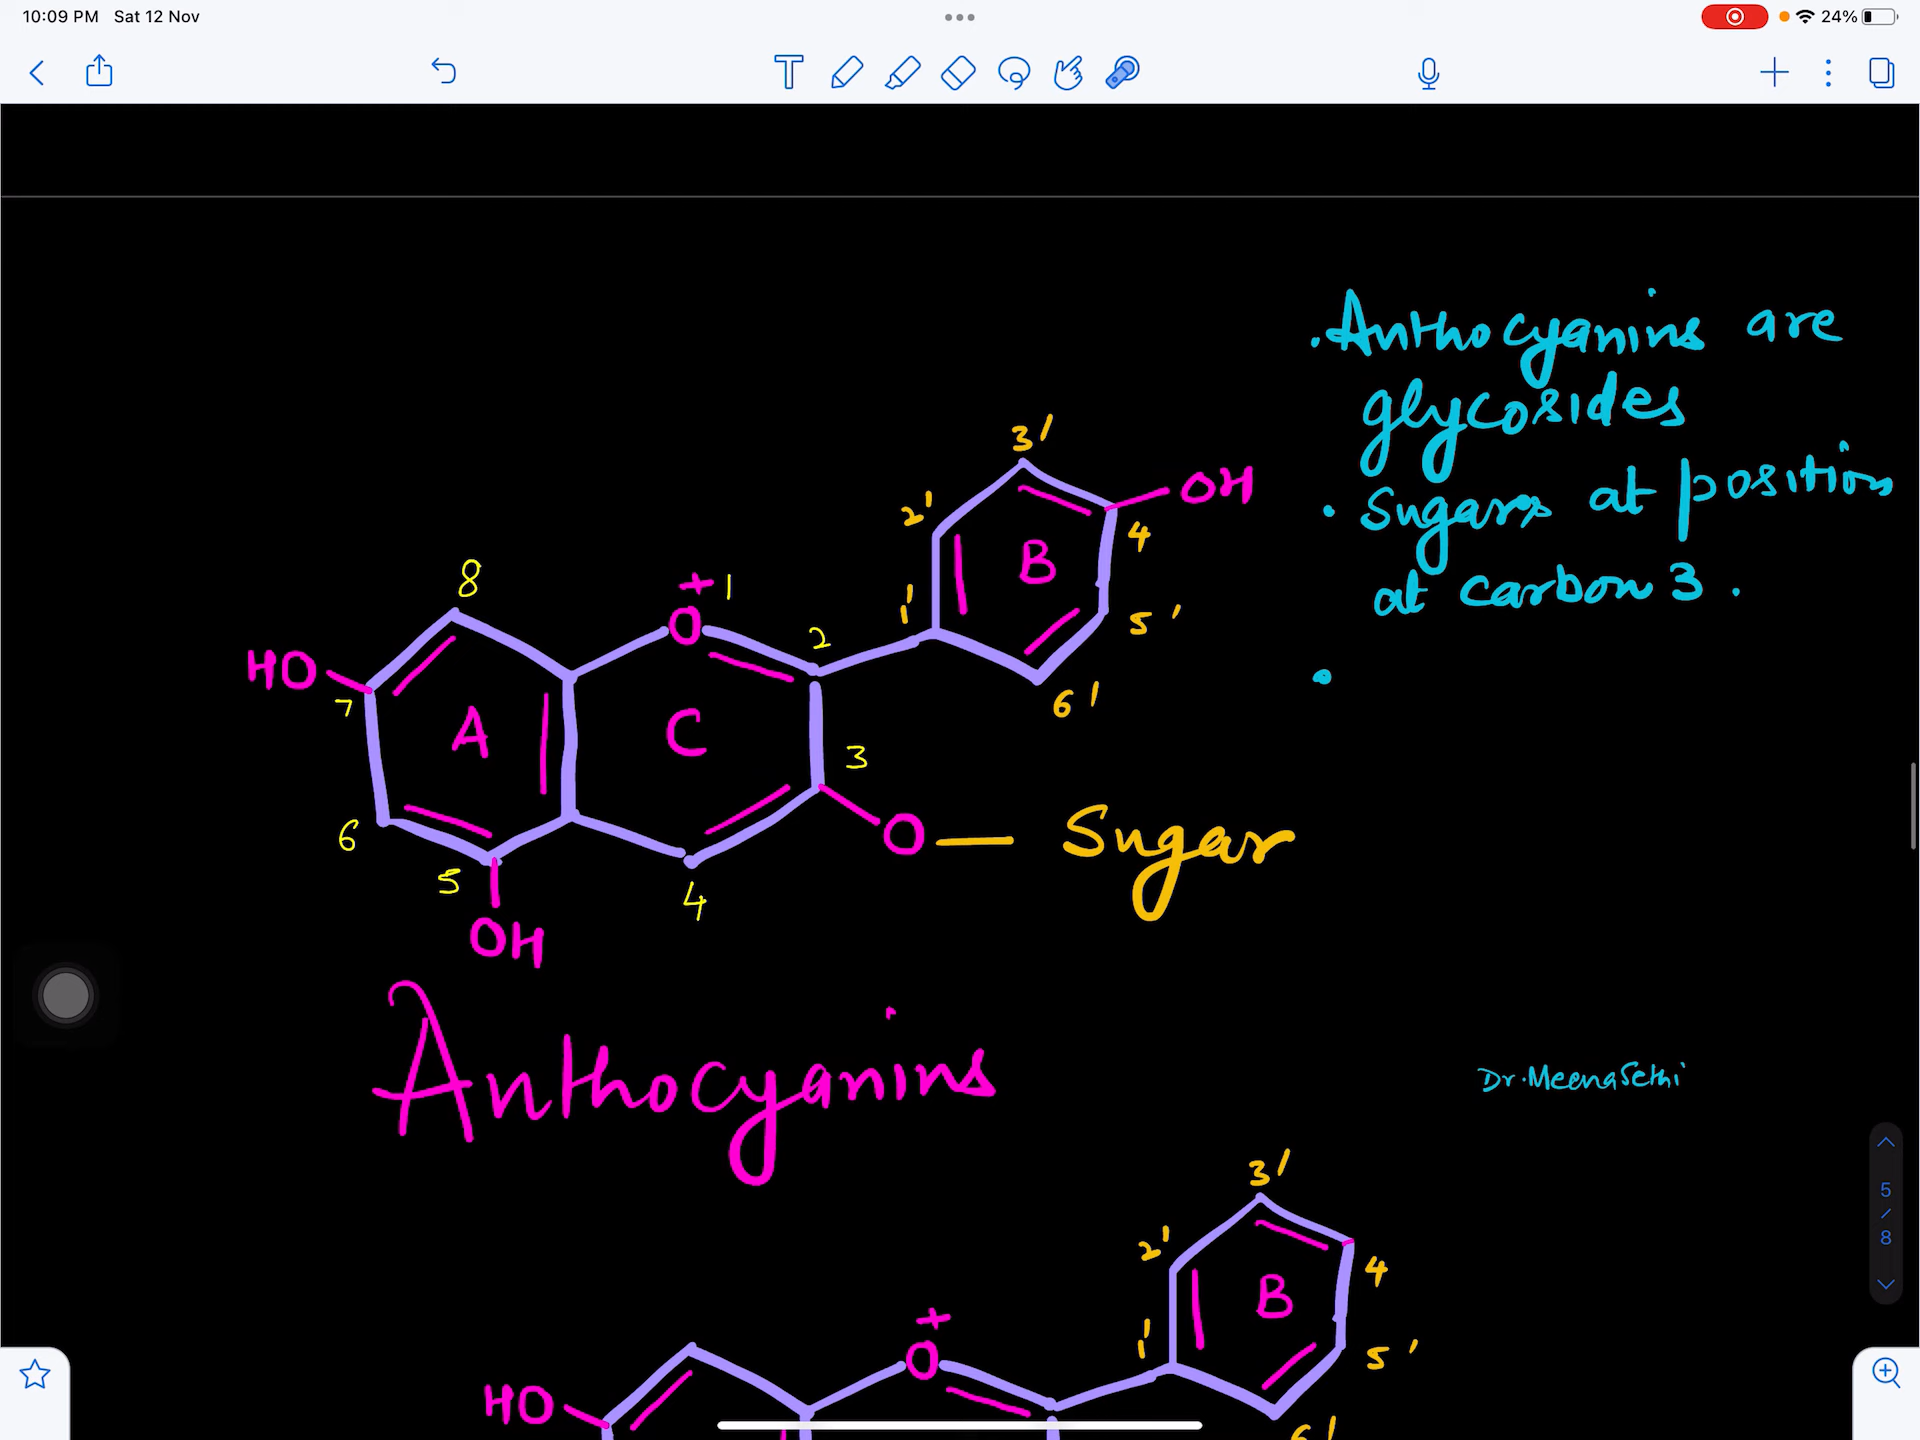 10:09 PM Sat 12 Nov
24%
.Anthocyanins are
glycosides
. Sugars at position
at carbon 3 .
3'
OH
2'
4
B
8
+ 1
1'
O
2
5'
HO
7
6'
A
C
3
6
O — Sugar
5
4
OH
Anthocyanins
Dr.MeenaSethi
3'
5
/
8
2'
4
B
+
1'
O
5'
HO
6'